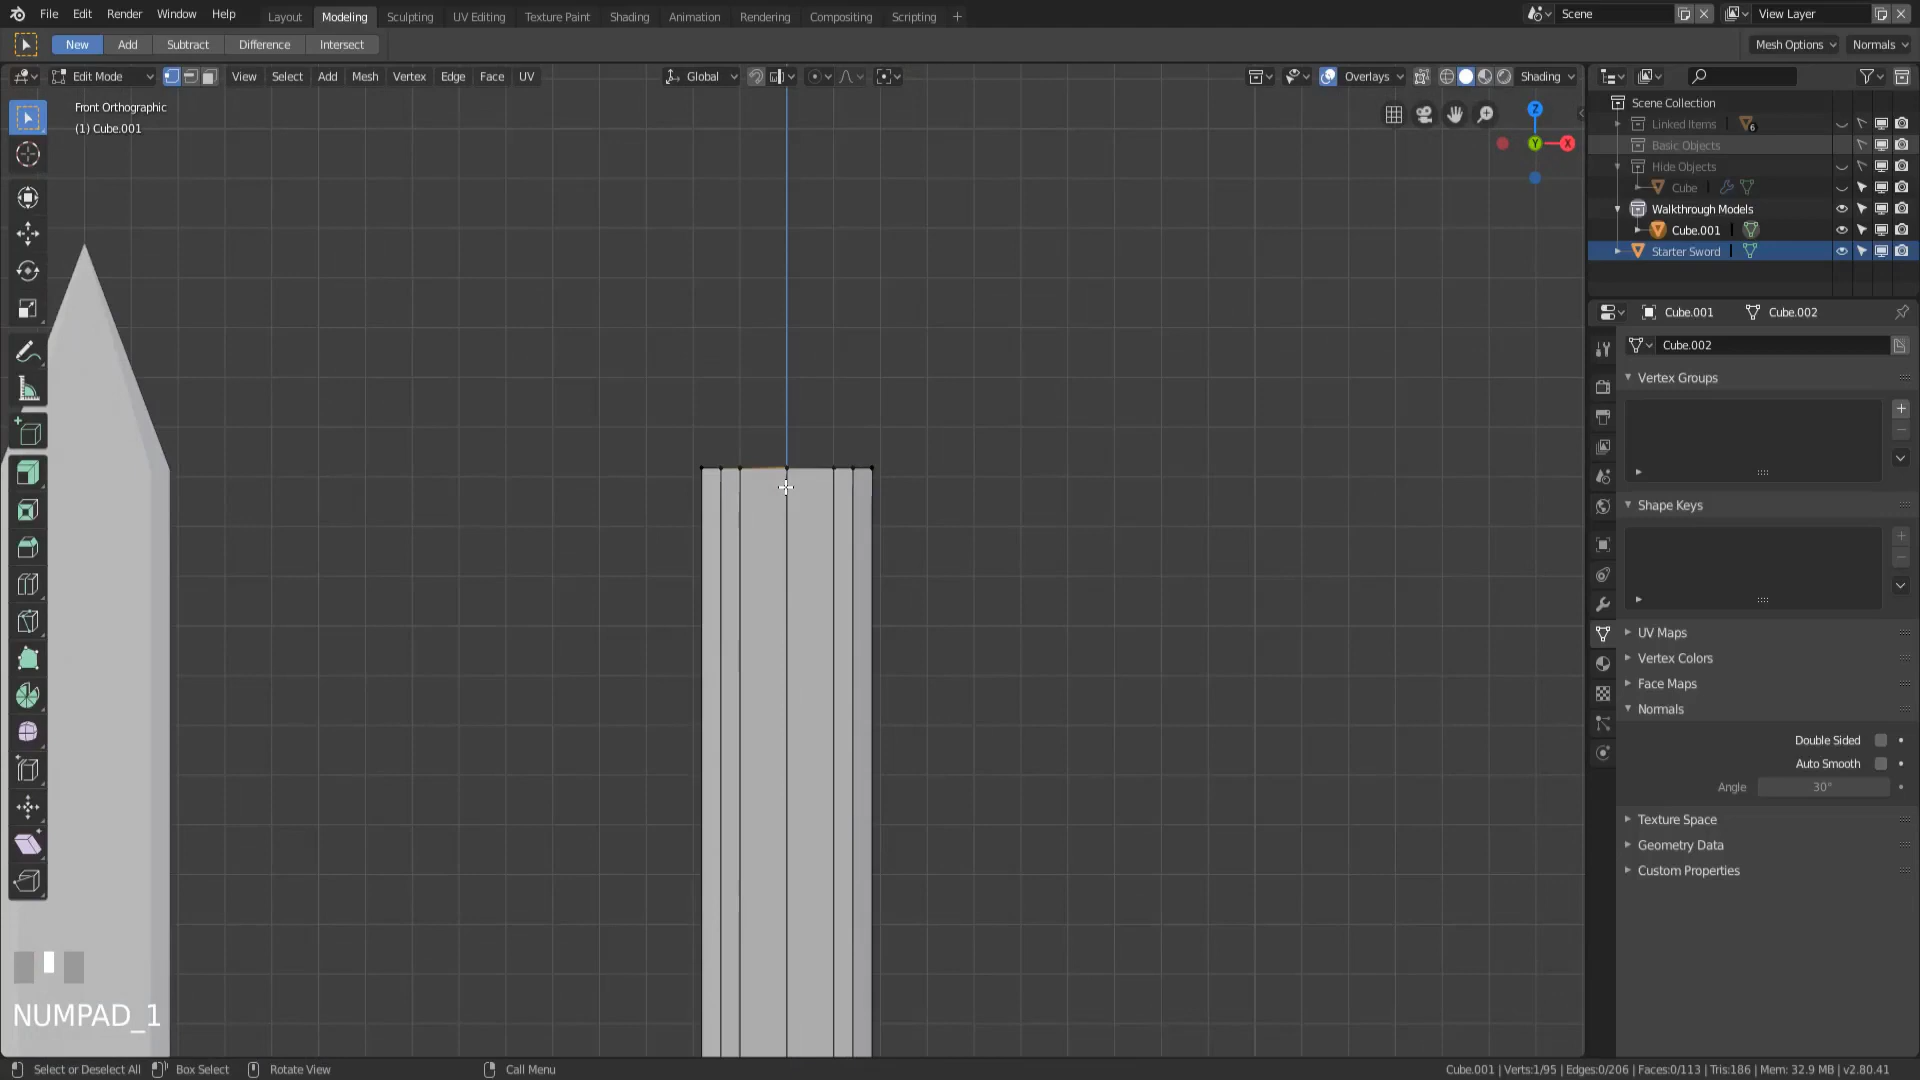 File Edit Render Window Help Layout Modeling Sculpting UV Editing Texture Paint Shading Animation Rendering Compositing Scripting + Scene View Layer
New Add Subtract Difference Intersect Mesh Options Normals
Edit Mode View Select Add Mesh Vertex Edge Face UV Global Overlays Shading
Front Orthographic
(1) Cube.001
Z
Y
X
Scene Collection
Linked Items 6
Basic Objects
Hide Objects
Cube
Walkthrough Models
Cube.001
Starter Sword
Cube.001 Cube.002
Cube.002
Vertex Groups
Shape Keys
UV Maps
Vertex Colors
Face Maps
Normals
Double Sided
Auto Smooth
Angle 30°
Texture Space
Geometry Data
Custom Properties
NUMPAD_1
Select or Deselect All Box Select Rotate View Call Menu Cube.001 | Verts:1/95 | Edges:0/206 | Faces:0/113 | Tris:186 | Mem: 32.9 MB | v2.80.41